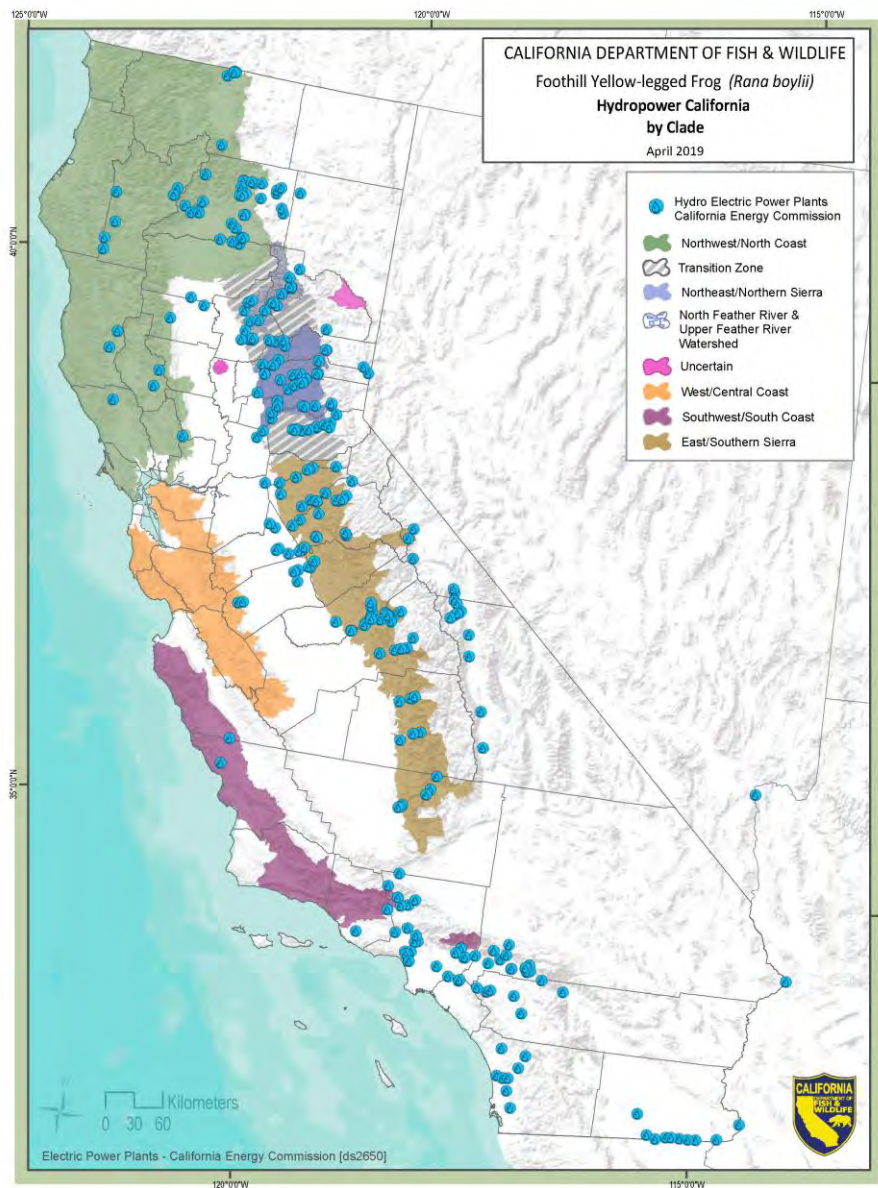 125°0'0"W
120°0'0"W
115°0'0"W
CALIFORNIA DEPARTMENT OF FISH & WILDLIFE
Foothill Yellow-legged Frog (Rana boylii)
Hydropower California
by Clade
April 2019
Hydro Electric Power Plants
California Energy Commission
Northwest/North Coast
Transition Zone
Northeast/Northern Sierra
North Feather River &
Upper Feather River
Watershed
Uncertain
West/Central Coast
Southwest/South Coast
East/Southern Sierra
40°0'0"N
35°0'0"N
Kilometers
0 30 60
CALIFORNIA
DEPARTMENT OF
FISH &
WILDLIFE
Electric Power Plants - California Energy Commission [ds2650]
120°0'0"W
115°0'0"W